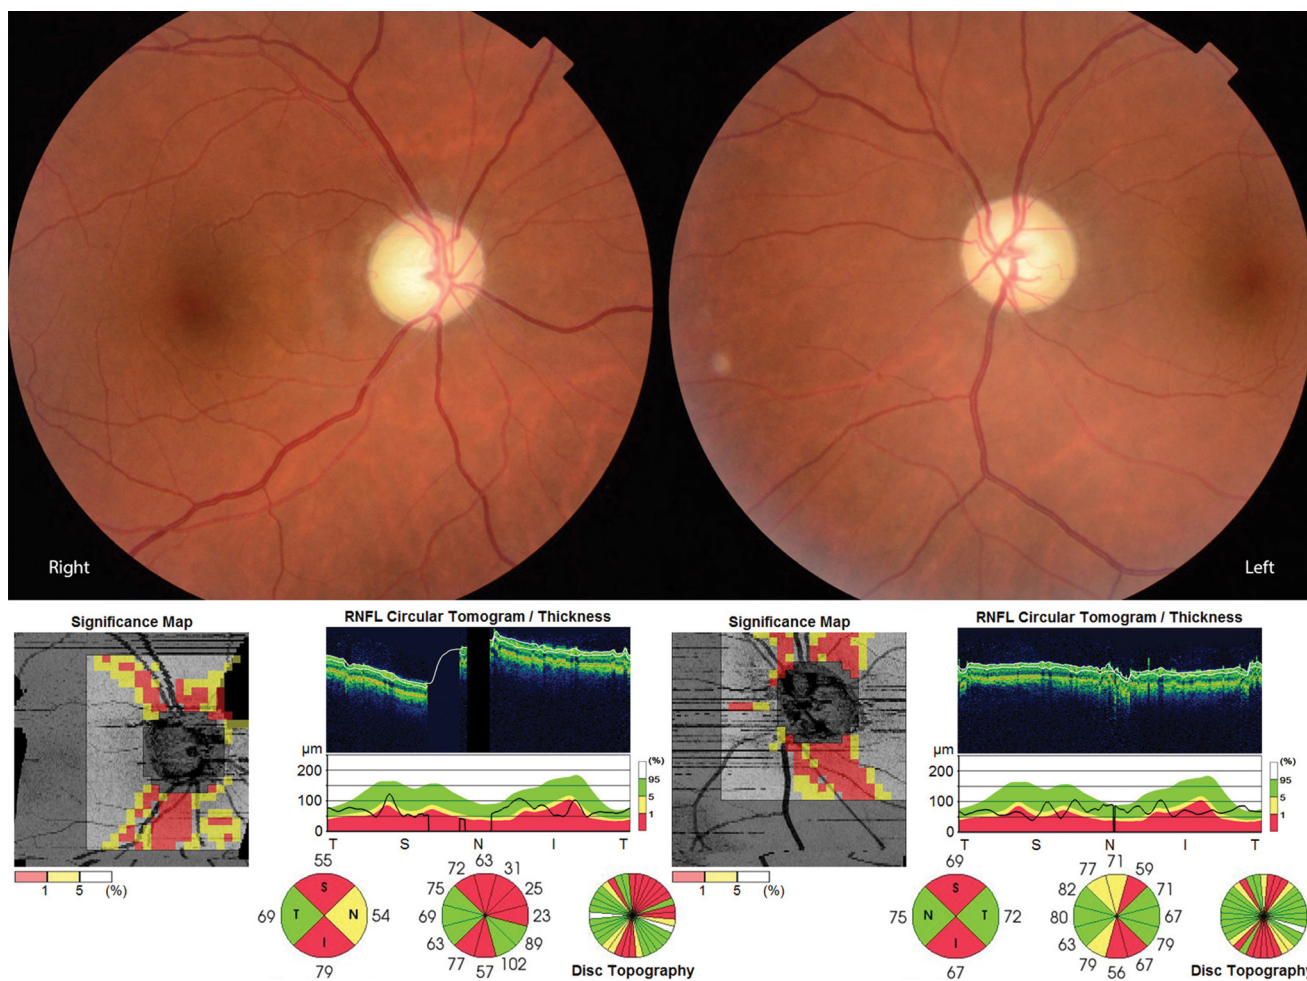 Right
Left
Significance Map
RNFL Circular Tomogram / Thickness
Significance Map
RNFL Circular Tomogram / Thickness
µm
200
100
0
T S N I T
(%)
95
5
1
µm
200
100
0
T S N I T
(%)
95
5
1
1 5 (%)
1 5 (%)
55
S
69 T N 54
I
79
63
72 31
75 25
69 23
63 89
77 102
57
Disc Topography
69
S
75 N T 72
I
67
71
77 59
82 71
80 67
63 79
79 67
56
Disc Topography